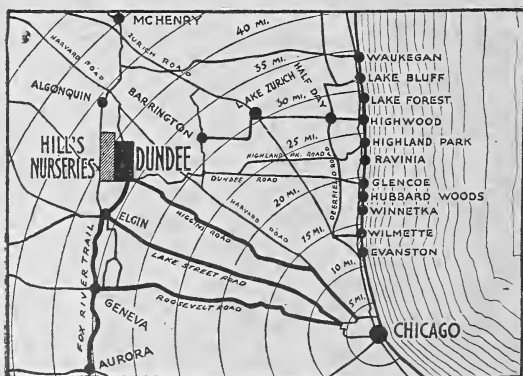 MCHENRY
40 MI.
ZURICH ROAD
HARVARD ROAD
35 MI.
WAUKEGAN
LAKE BLUFF
LAKE ZURICH
HALF DAY
ALGONQUIN
BARRINGTON
30 MI.
LAKE FOREST
HIGHWOOD
HILL'S
NURSERIES
DUNDEE
25 MI.
HIGHLAND PK. ROAD
HIGHLAND PARK
RAVINIA
DUNDEE ROAD
DEERFIELD ROAD
20 MI.
GLENCOE
HUBBARD WOODS
WINNETKA
ELGIN
HIGGINS ROAD
HARVARD ROAD
15 MI.
WILMETTE
EVANSTON
FOX RIVER TRAIL
LAKE STREET ROAD
10 MI.
ROOSEVELT ROAD
5 MI.
GENEVA
CHICAGO
AURORA